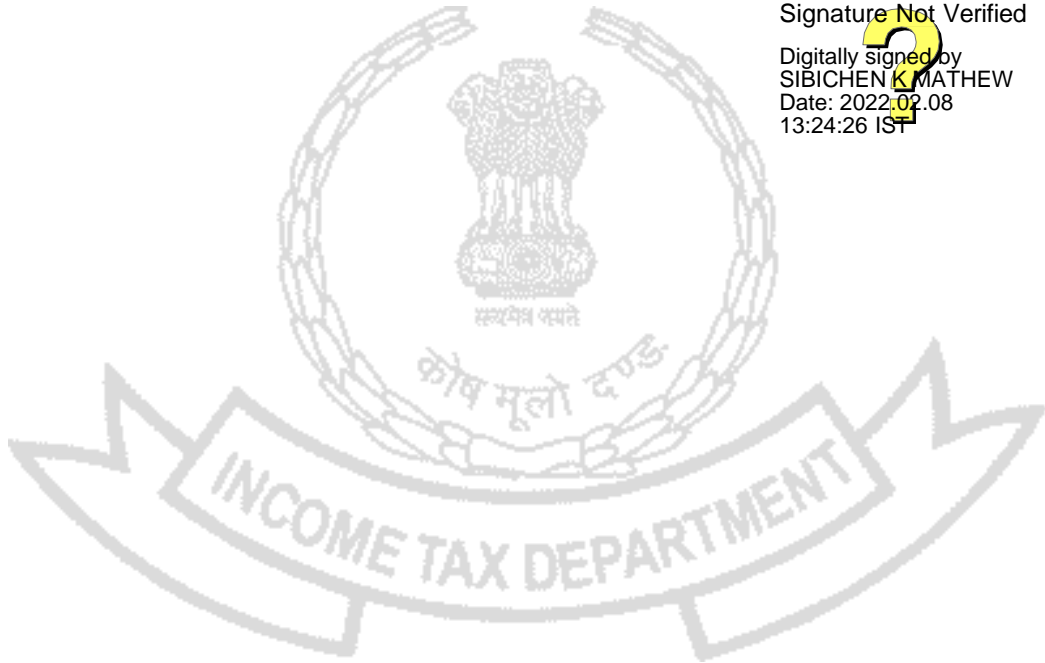 Signature Not Verified
Digitally signed by
SIBICHEN K MATHEW
Date: 2022.02.08
13:24:26 IST
सत्यमेव जयते
कोष मूलो दण्ड
INCOME TAX DEPARTMENT